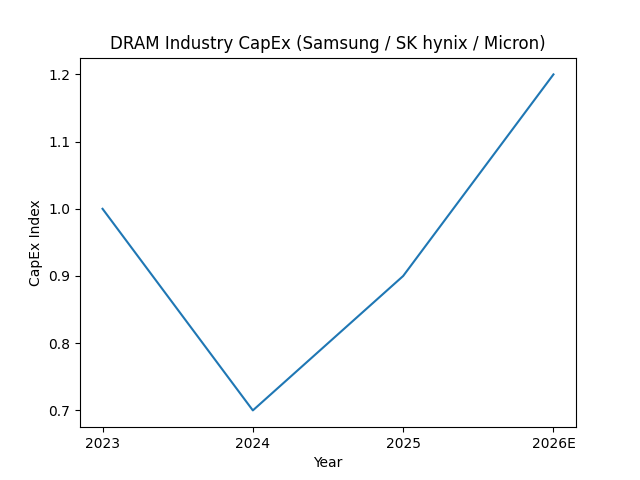 DRAM Industry CapEx (Samsung / SK hynix / Micron)
1.2
1.1
1.0
0.9
0.8
0.7
CapEx Index
2023 2024 2025 2026E
Year